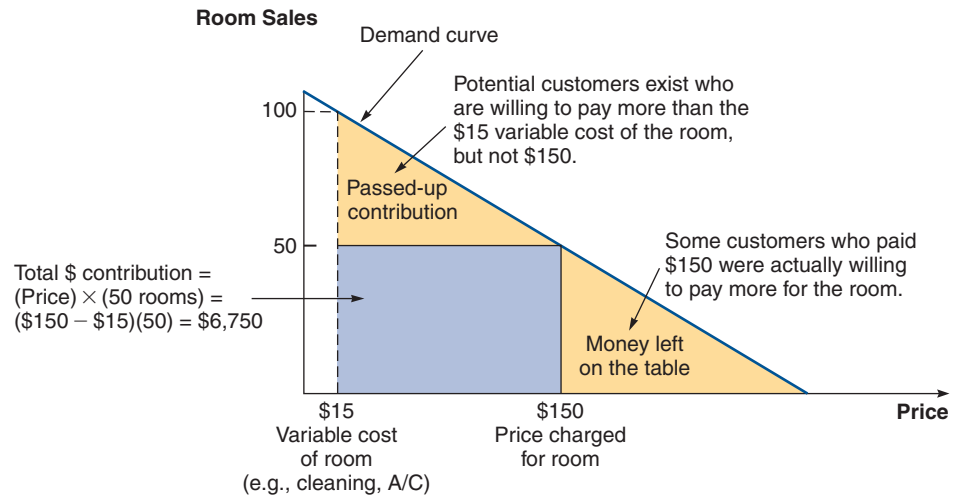 Room Sales
Demand curve
Potential customers exist who
are willing to pay more than the
$15 variable cost of the room,
but not $150.
100
Passed-up
contribution
50
Some customers who paid
$150 were actually willing
to pay more for the room.
Total $ contribution =
(Price) × (50 rooms) =
($150 – $15)(50) = $6,750
Money left
on the table
$15
Variable cost
of room
(e.g., cleaning, A/C)
$150
Price charged
for room
Price